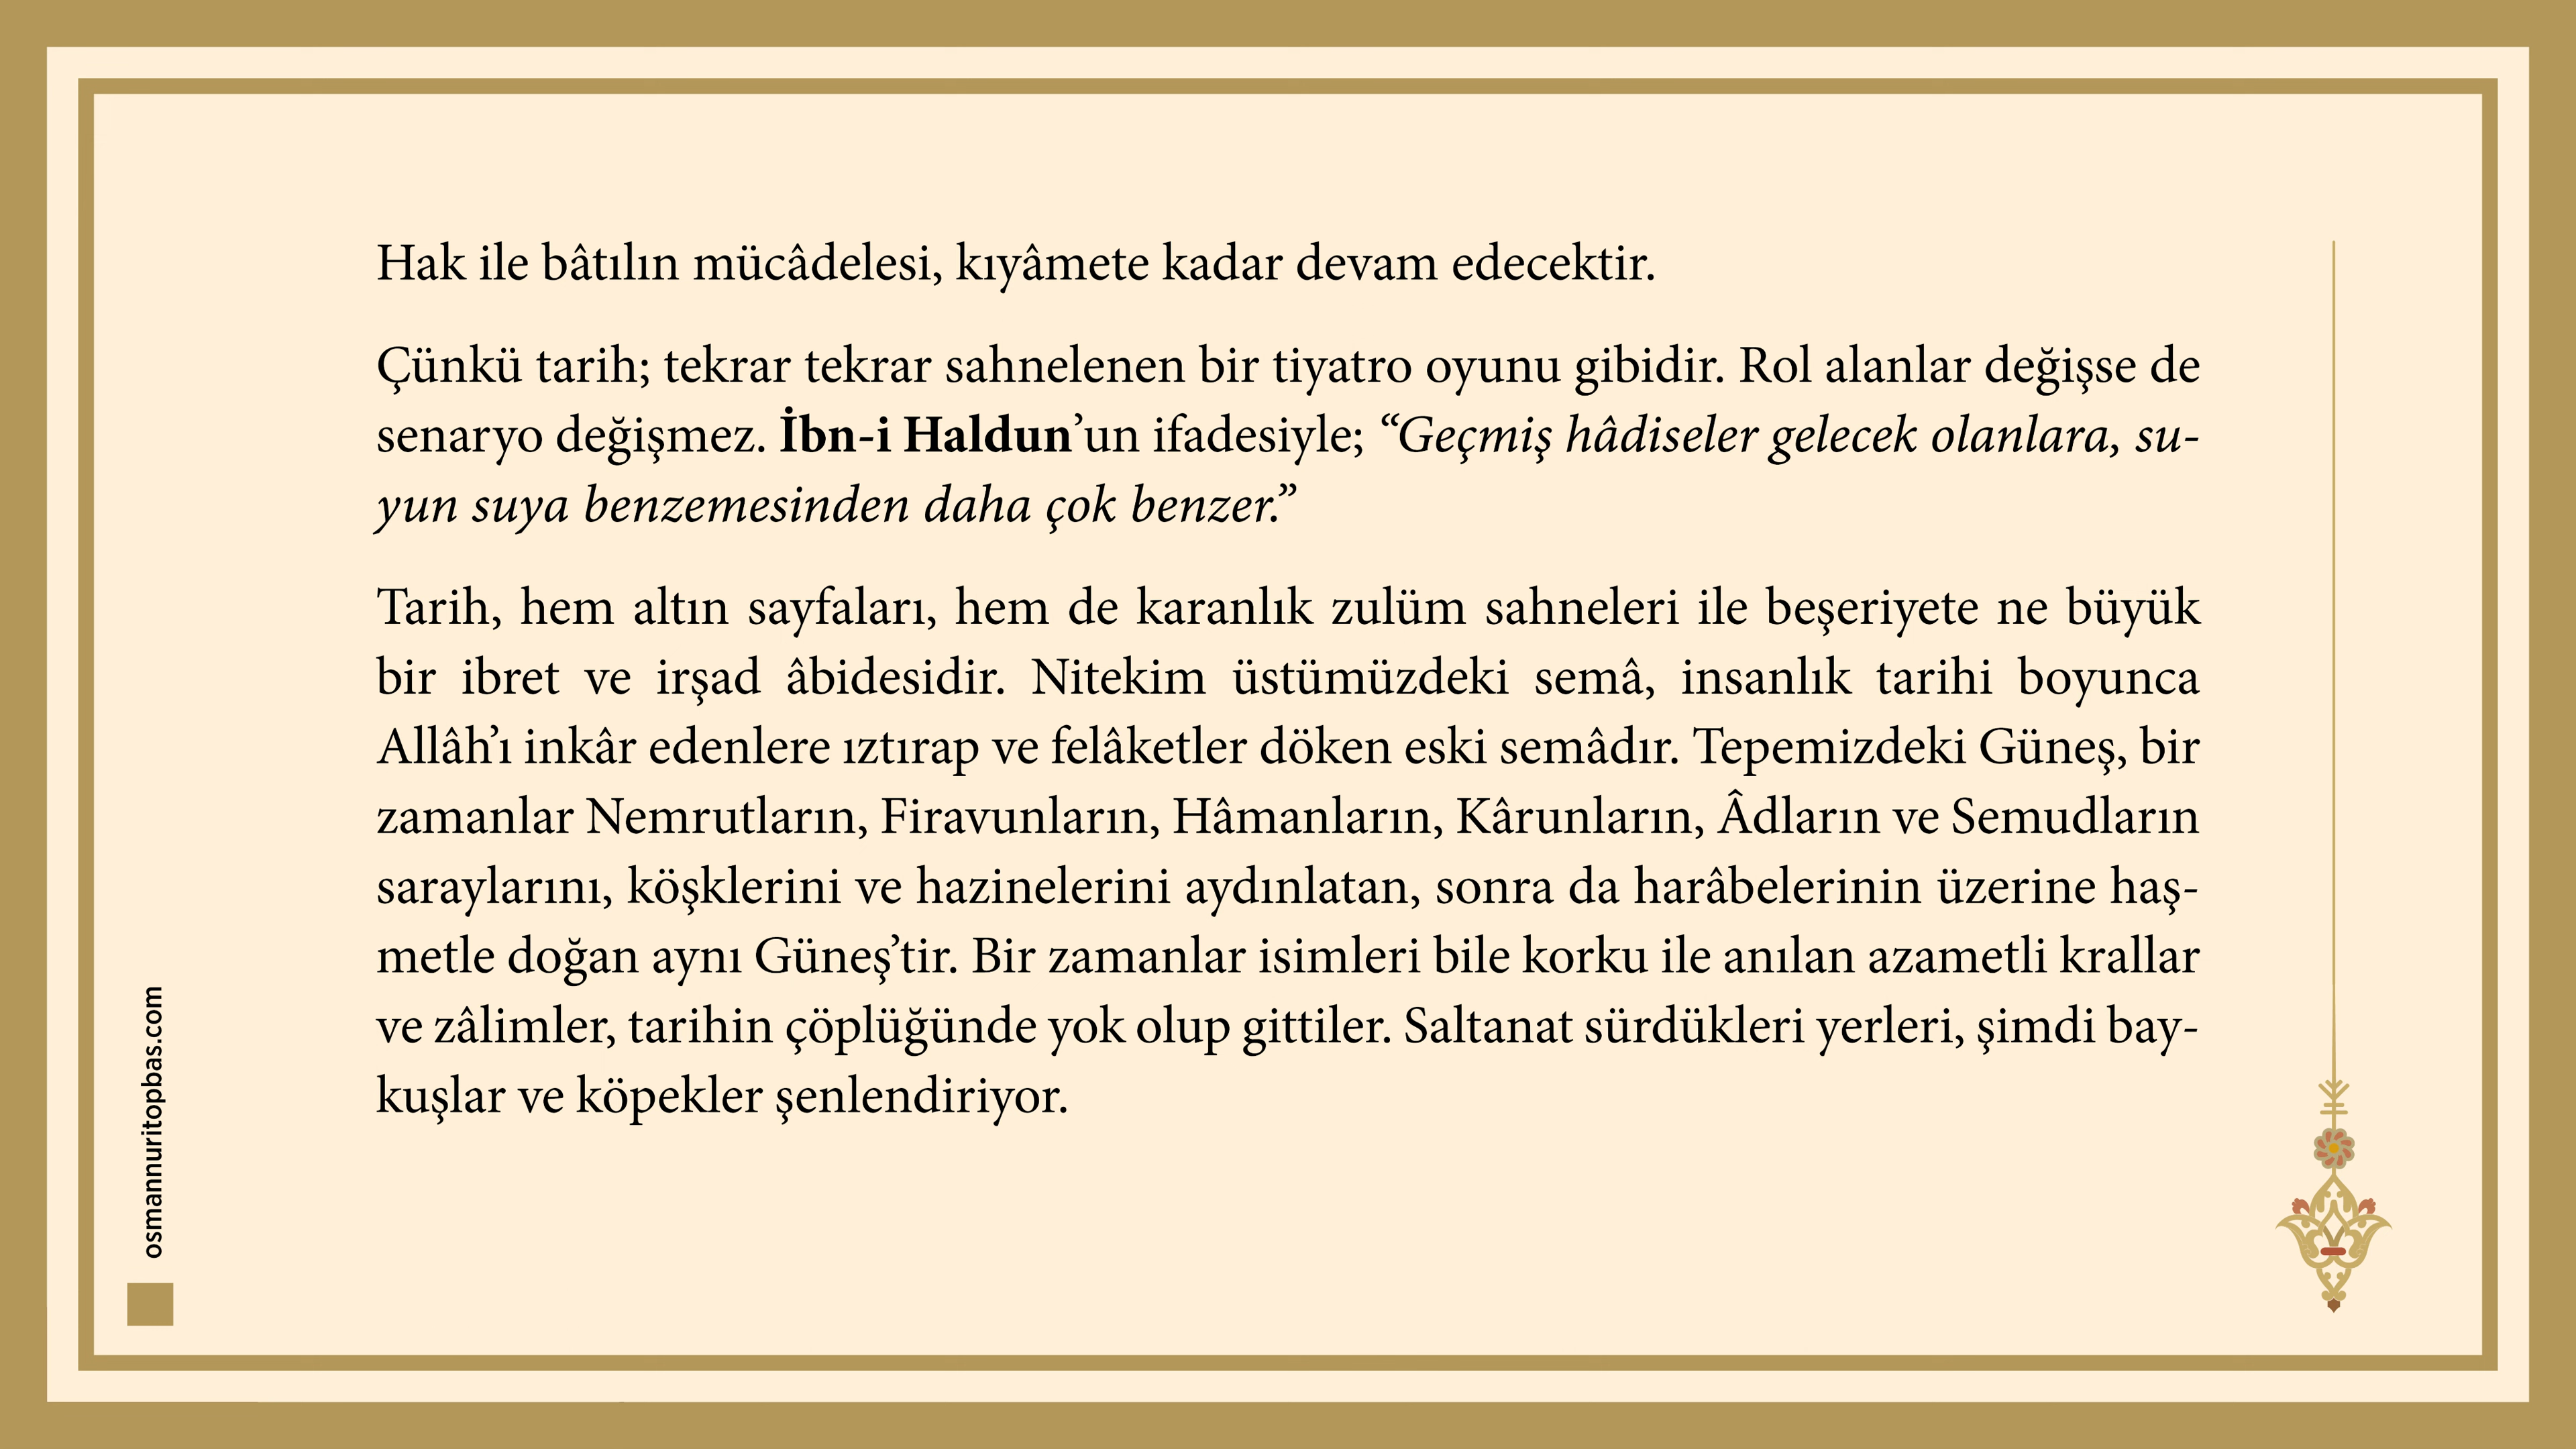 Hak ile bâtılın mücâdelesi, kıyâmete kadar devam edecektir.
Çünkü tarih; tekrar tekrar sahnelenen bir tiyatro oyunu gibidir. Rol alanlar değişse de
senaryo değişmez. İbn-i Haldun’un ifadesiyle; “Geçmiş hâdiseler gelecek olanlara, su-
yun suya benzemesinden daha çok benzer.”
Tarih, hem altın sayfaları, hem de karanlık zulüm sahneleri ile beşeriyete ne büyük
bir ibret ve irşad âbidesidir. Nitekim üstümüzdeki semâ, insanlık tarihi boyunca
Allâh’ı inkâr edenlere ıztırap ve felâketler döken eski semâdır. Tepemizdeki Güneş, bir
zamanlar Nemrutların, Firavunların, Hâmanların, Kârunların, Âdların ve Semudların
saraylarını, köşklerini ve hazinelerini aydınlatan, sonra da harâbelerinin üzerine haş-
metle doğan aynı Güneş’tir. Bir zamanlar isimleri bile korku ile anılan azametli krallar
ve zâlimler, tarihin çöplüğünde yok olup gittiler. Saltanat sürdükleri yerleri, şimdi bay-
kuşlar ve köpekler şenlendiriyor.
osmannuritopbas.com